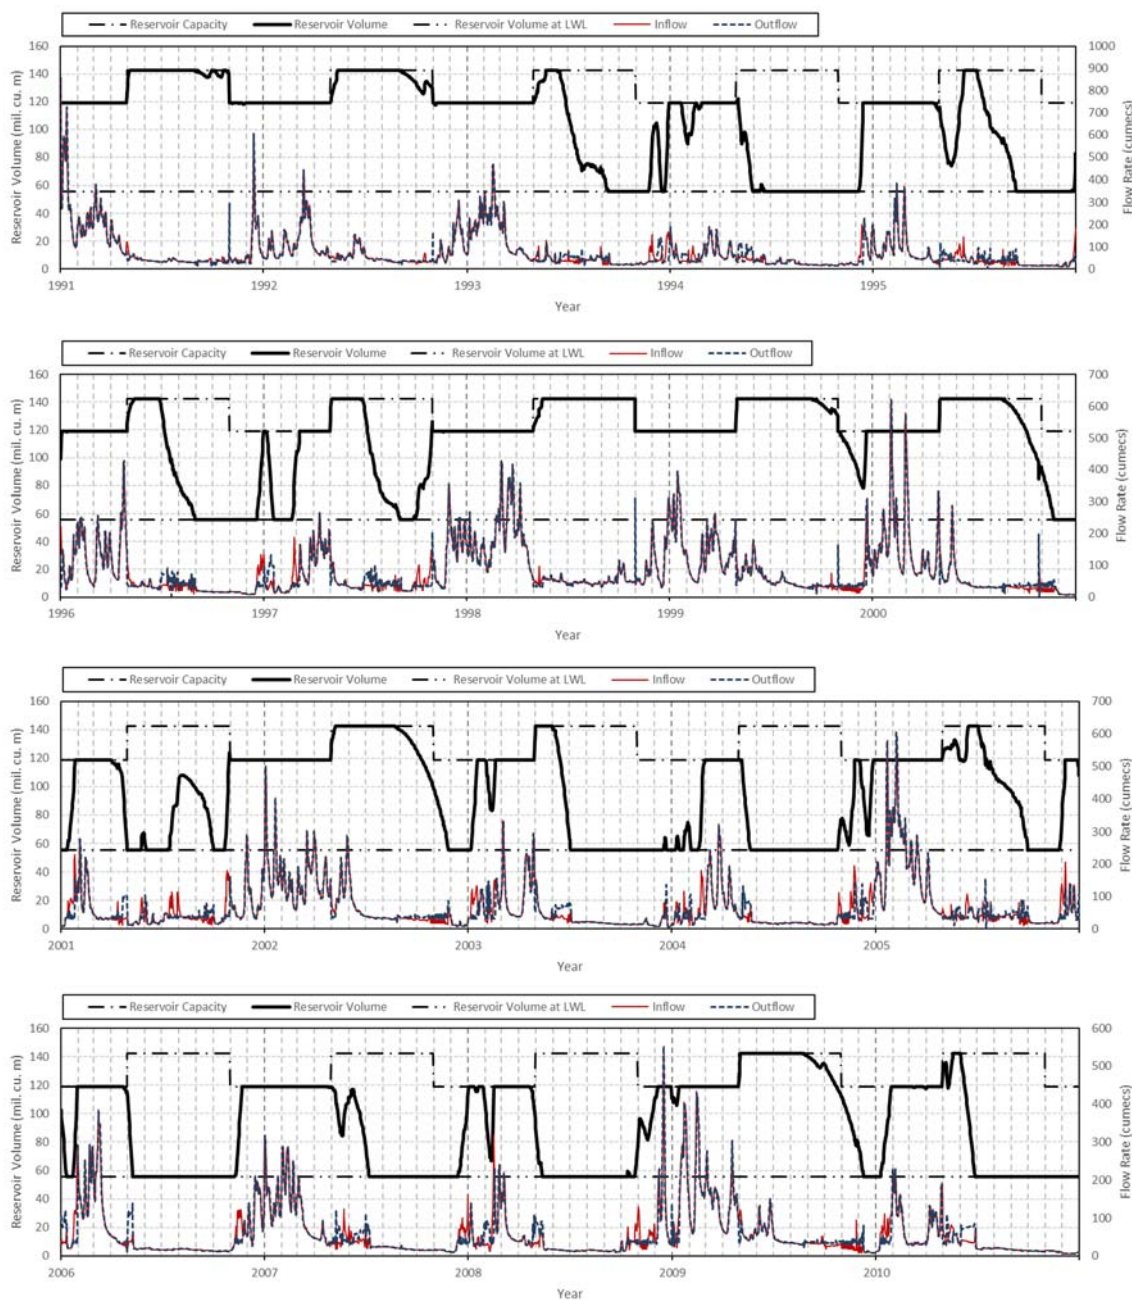 Reservoir Capacity Reservoir Volume Reservoir Volume at LWL Inflow Outflow
160 1000
140 900
120 800
100 700
80 600
60 500
40 400
20 300
0 200
100
0
Reservoir Volume (mil. cu. m)
Flow Rate (cumecs)
1991 1992 1993 1994 1995
Year
Reservoir Capacity Reservoir Volume Reservoir Volume at LWL Inflow Outflow
160 700
140 600
120 500
100 400
80 300
60 200
40 100
20 0
0
Reservoir Volume (mil. cu. m)
Flow Rate (cumecs)
1996 1997 1998 1999 2000
Year
Reservoir Capacity Reservoir Volume Reservoir Volume at LWL Inflow Outflow
160 700
140 600
120 500
100 400
80 300
60 200
40 100
20 0
0
Reservoir Volume (mil. cu. m)
Flow Rate (cumecs)
2001 2002 2003 2004 2005
Year
Reservoir Capacity Reservoir Volume Reservoir Volume at LWL Inflow Outflow
160 600
140 500
120 400
100 300
80 200
60 100
40 0
20
0
Reservoir Volume (mil. cu. m)
Flow Rate (cumecs)
2006 2007 2008 2009 2010
Year